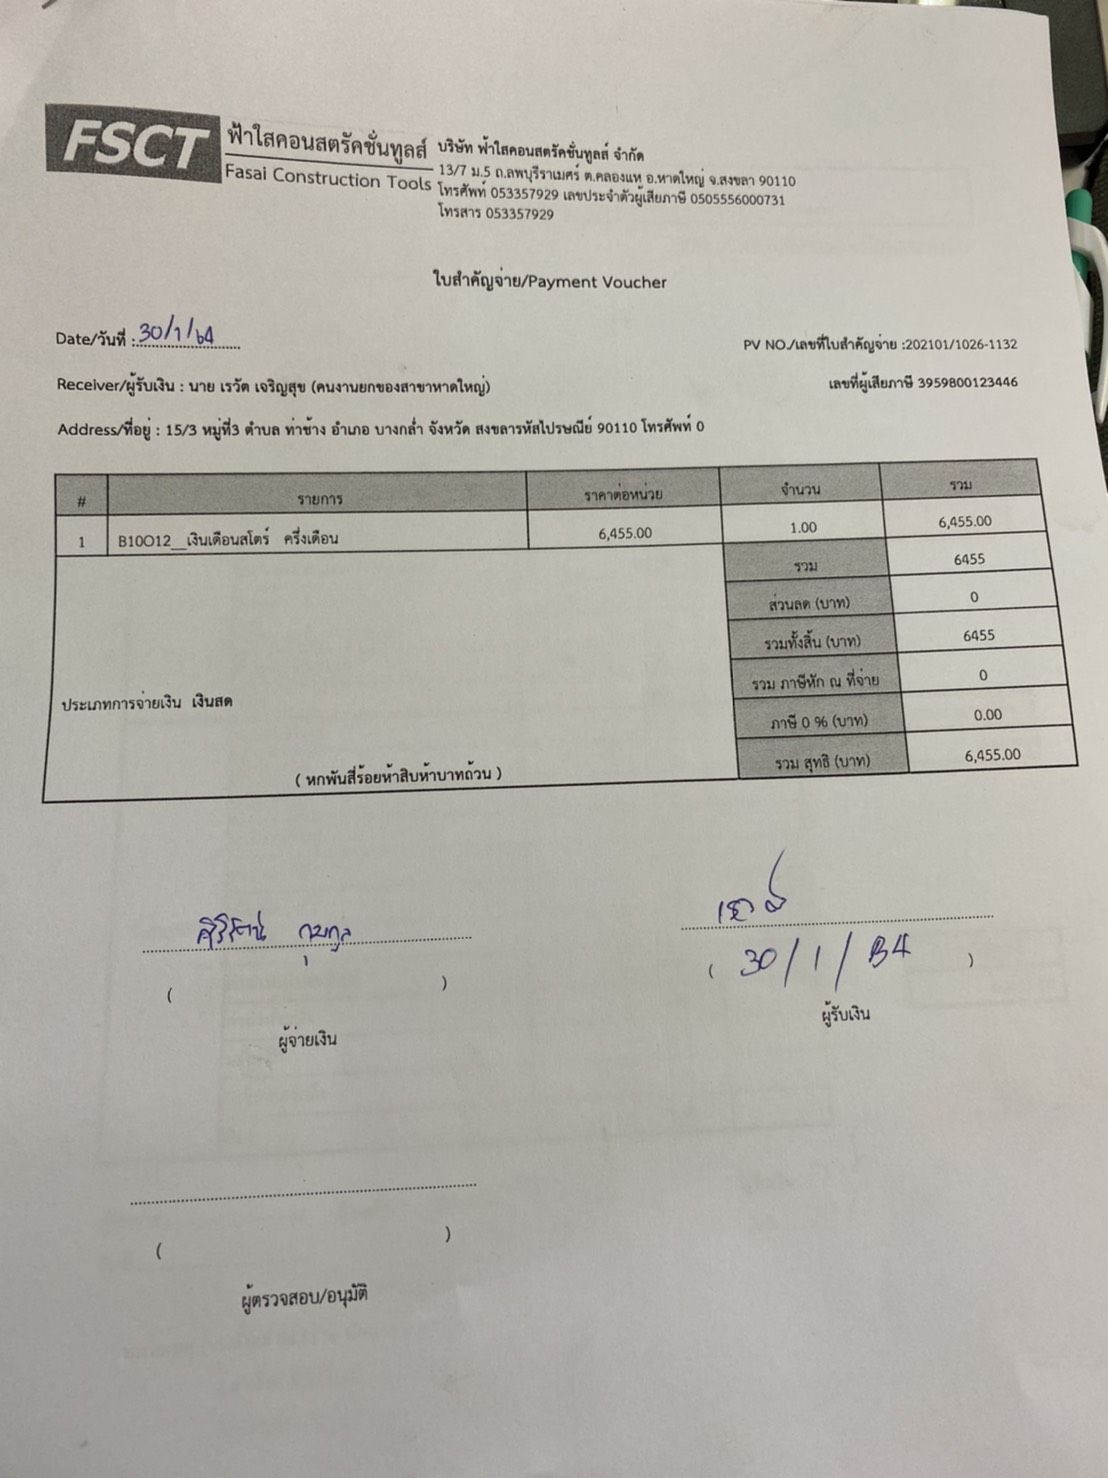 FSCT ฟ้าใสคอนสตรัคชั่นทูลส์
Fasai Construction Tools
บริษัท ฟ้าใสคอนสตรัคชั่นทูลส์ จำกัด
13/7 ม.5 ถ.ลพบุรีราเมศร์ ต.คลองแห อ.หาดใหญ่ จ.สงขลา 90110
โทรศัพท์ 053357929 เลขประจำตัวผู้เสียภาษี 0505556000731
โทรสาร 053357929
ใบสำคัญจ่าย/Payment Voucher
Date/วันที่ : 30/1/64
PV NO./เลขที่ใบสำคัญจ่าย :202101/1026-1132
Receiver/ผู้รับเงิน : นาย เรวัต เจริญสุข (คนงานยกของสาขาหาดใหญ่)
เลขที่ผู้เสียภาษี 3959800123446
Address/ที่อยู่ : 15/3 หมู่ที่3 ตำบล ท่าช้าง อำเภอ บางกล่ำ จังหวัด สงขลารหัสไปรษณีย์ 90110 โทรศัพท์ 0
# รายการ ราคาต่อหน่วย จำนวน รวม
1 B10O12__เงินเดือนสโตร์ ครึ่งเดือน 6,455.00 1.00 6,455.00
รวม 6455
ส่วนลด (บาท) 0
รวมทั้งสิ้น (บาท) 6455
รวม ภาษีหัก ณ ที่จ่าย 0
ประเภทการจ่ายเงิน เงินสด
ภาษี 0 % (บาท) 0.00
รวม สุทธิ (บาท) 6,455.00
( หกพันสี่ร้อยห้าสิบห้าบาทถ้วน )
ศิริรัตน์
30/1/64
( )
ผู้จ่ายเงิน
ผู้รับเงิน
( )
ผู้ตรวจสอบ/อนุมัติ